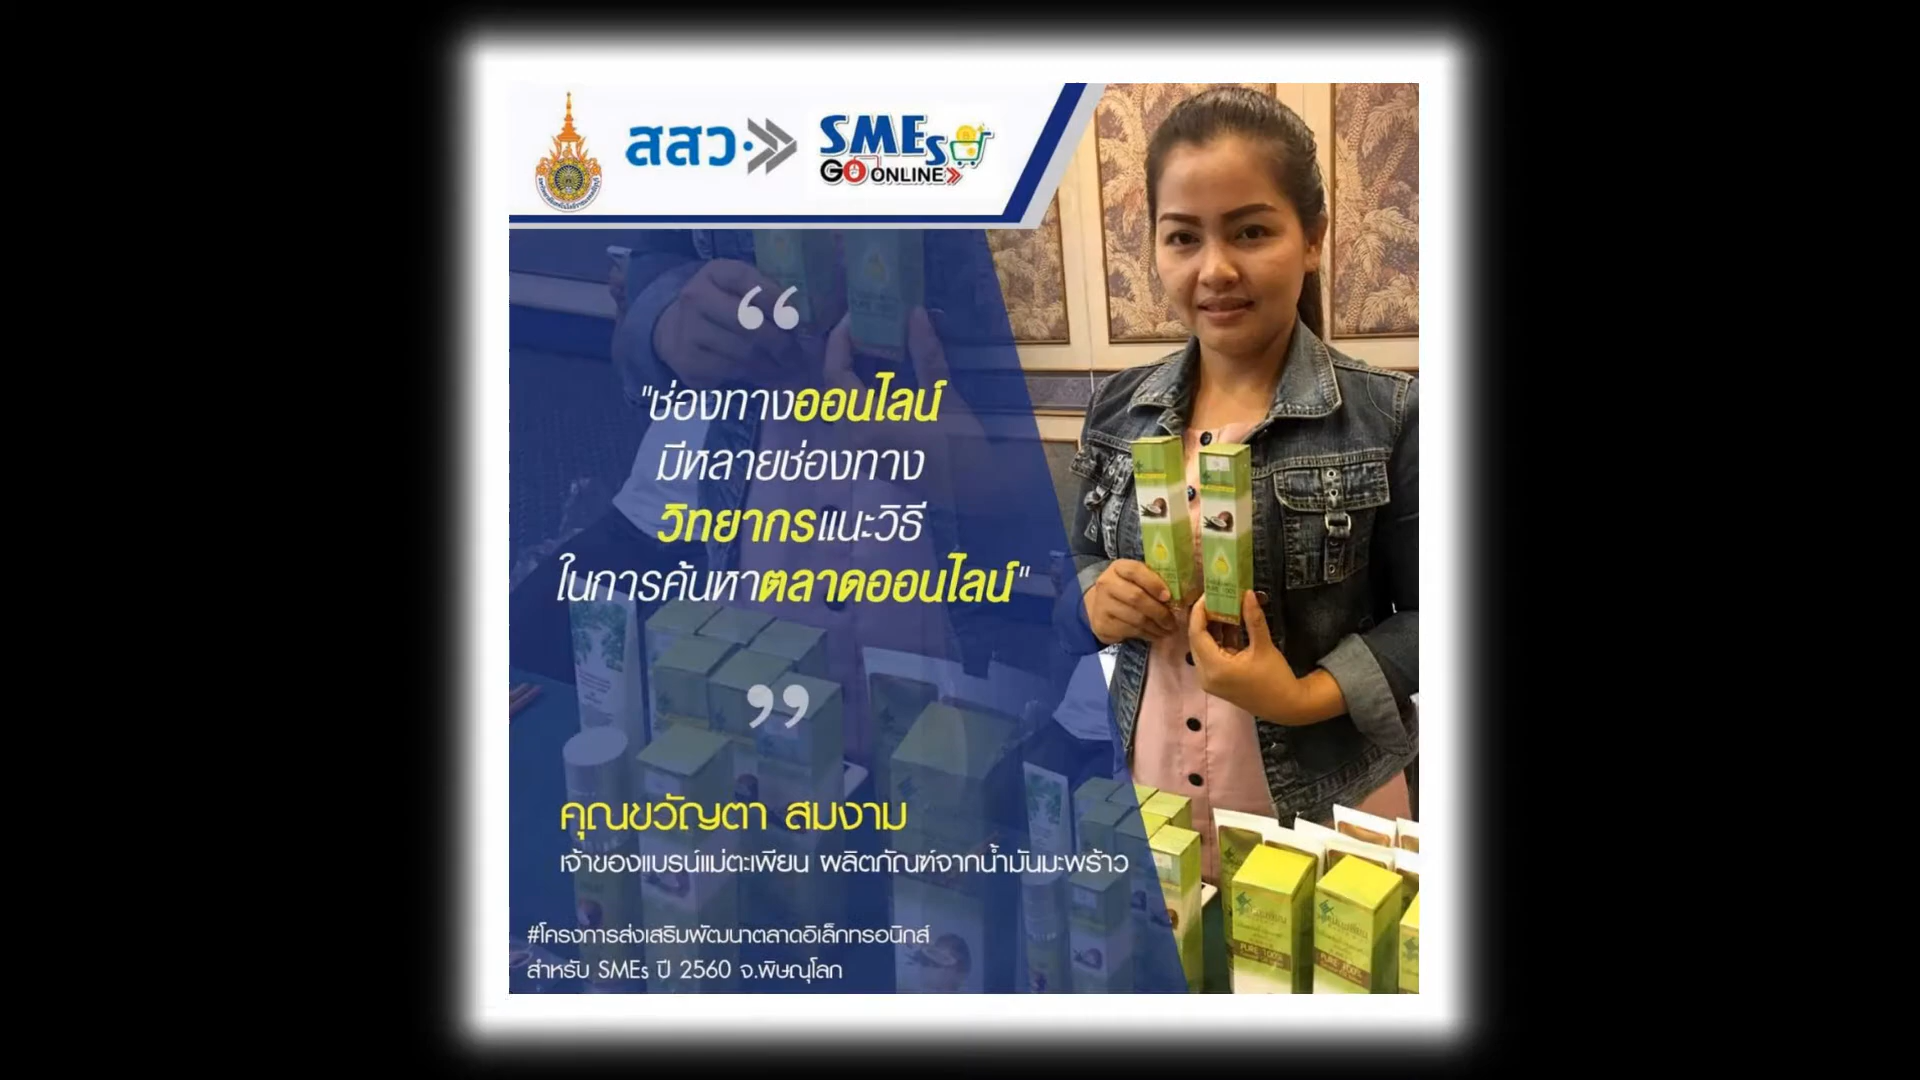 สสว.
SMEs
GO ONLINE
"ช่องทางออนไลน์
มีหลายช่องทาง
วิทยากรแนะวิธี
ในการค้นหาตลาดออนไลน์"
คุณขวัญตา สมงาม
เจ้าของแบรน์แม่ตะเพียน ผลิตภัณฑ์จากน้ำมันมะพร้าว
#โครงการส่งเสริมพัฒนาตลาดอิเล็กทรอนิกส์
สำหรับ SMEs ปี 2560 จ.พิษณุโลก
PURE 100%
PURE 100%